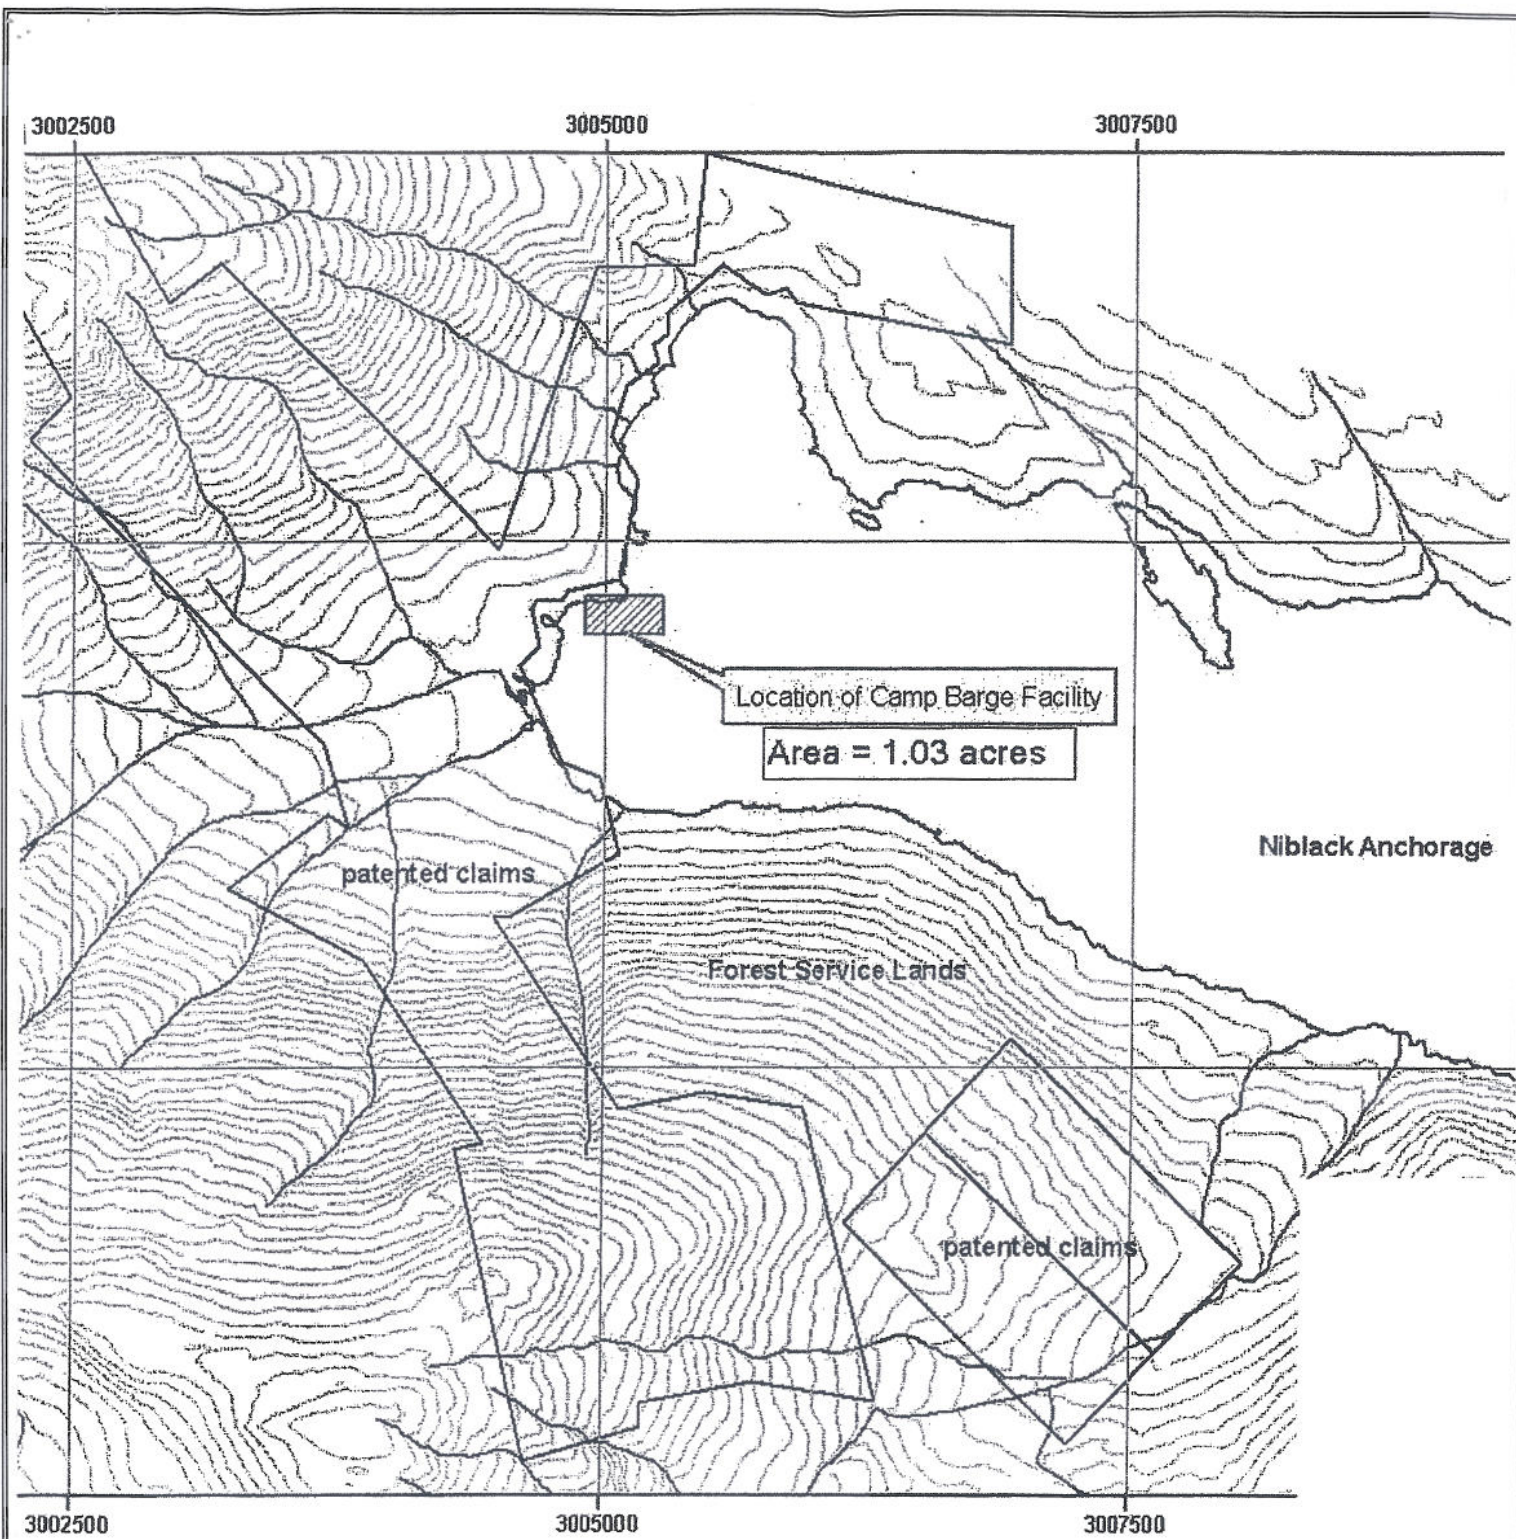 3002500 3005000 3007500
Location of Camp Barge Facility
Area = 1.03 acres
Niblack Anchorage
patented claims
Forest Service Lands
patented claims
3002500 3005000 3007500